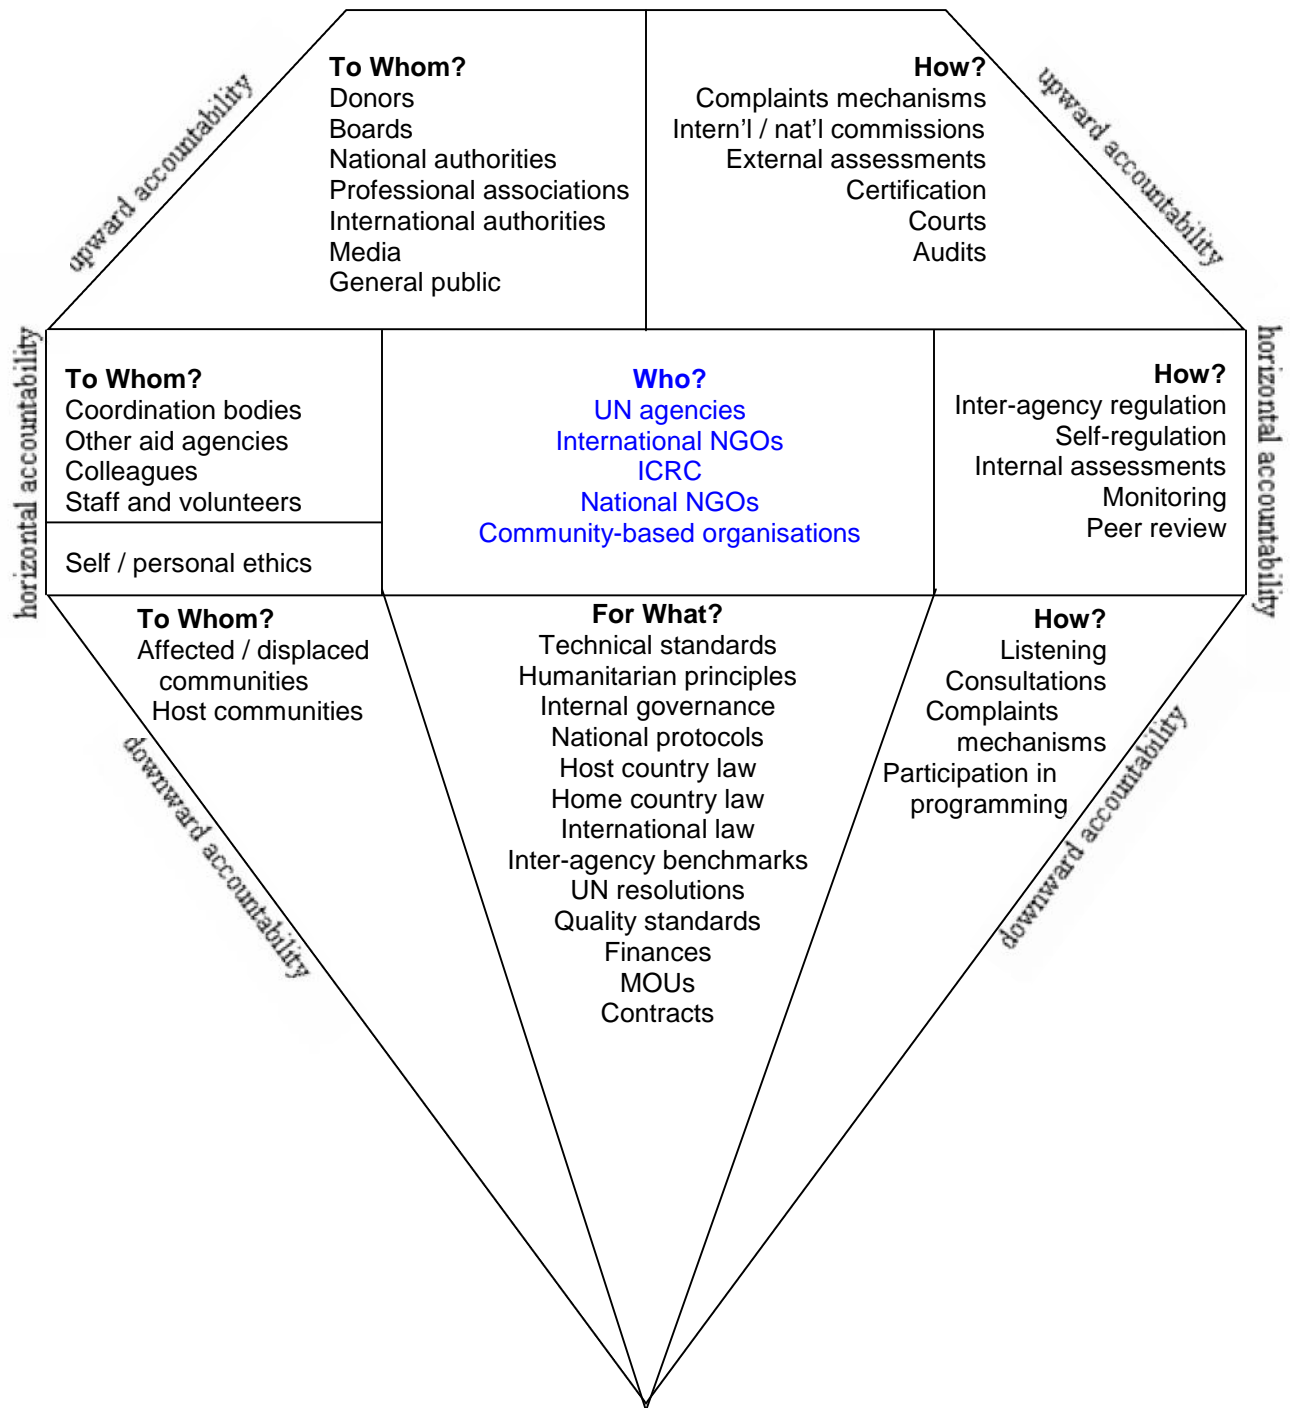 upward accountability
To Whom?
Donors
Boards
National authorities
Professional associations
International authorities
Media
General public
How?
Complaints mechanisms
Intern’l / nat’l commissions
External assessments
Certification
Courts
Audits
upward accountability
horizontal accountability
To Whom?
Coordination bodies
Other aid agencies
Colleagues
Staff and volunteers
Self / personal ethics
Who?
UN agencies
International NGOs
ICRC
National NGOs
Community-based organisations
How?
Inter-agency regulation
Self-regulation
Internal assessments
Monitoring
Peer review
horizontal accountability
To Whom?
Affected / displaced
communities
Host communities
downward accountability
For What?
Technical standards
Humanitarian principles
Internal governance
National protocols
Host country law
Home country law
International law
Inter-agency benchmarks
UN resolutions
Quality standards
Finances
MOUs
Contracts
How?
Listening
Consultations
Complaints
mechanisms
Participation in
programming
downward accountability